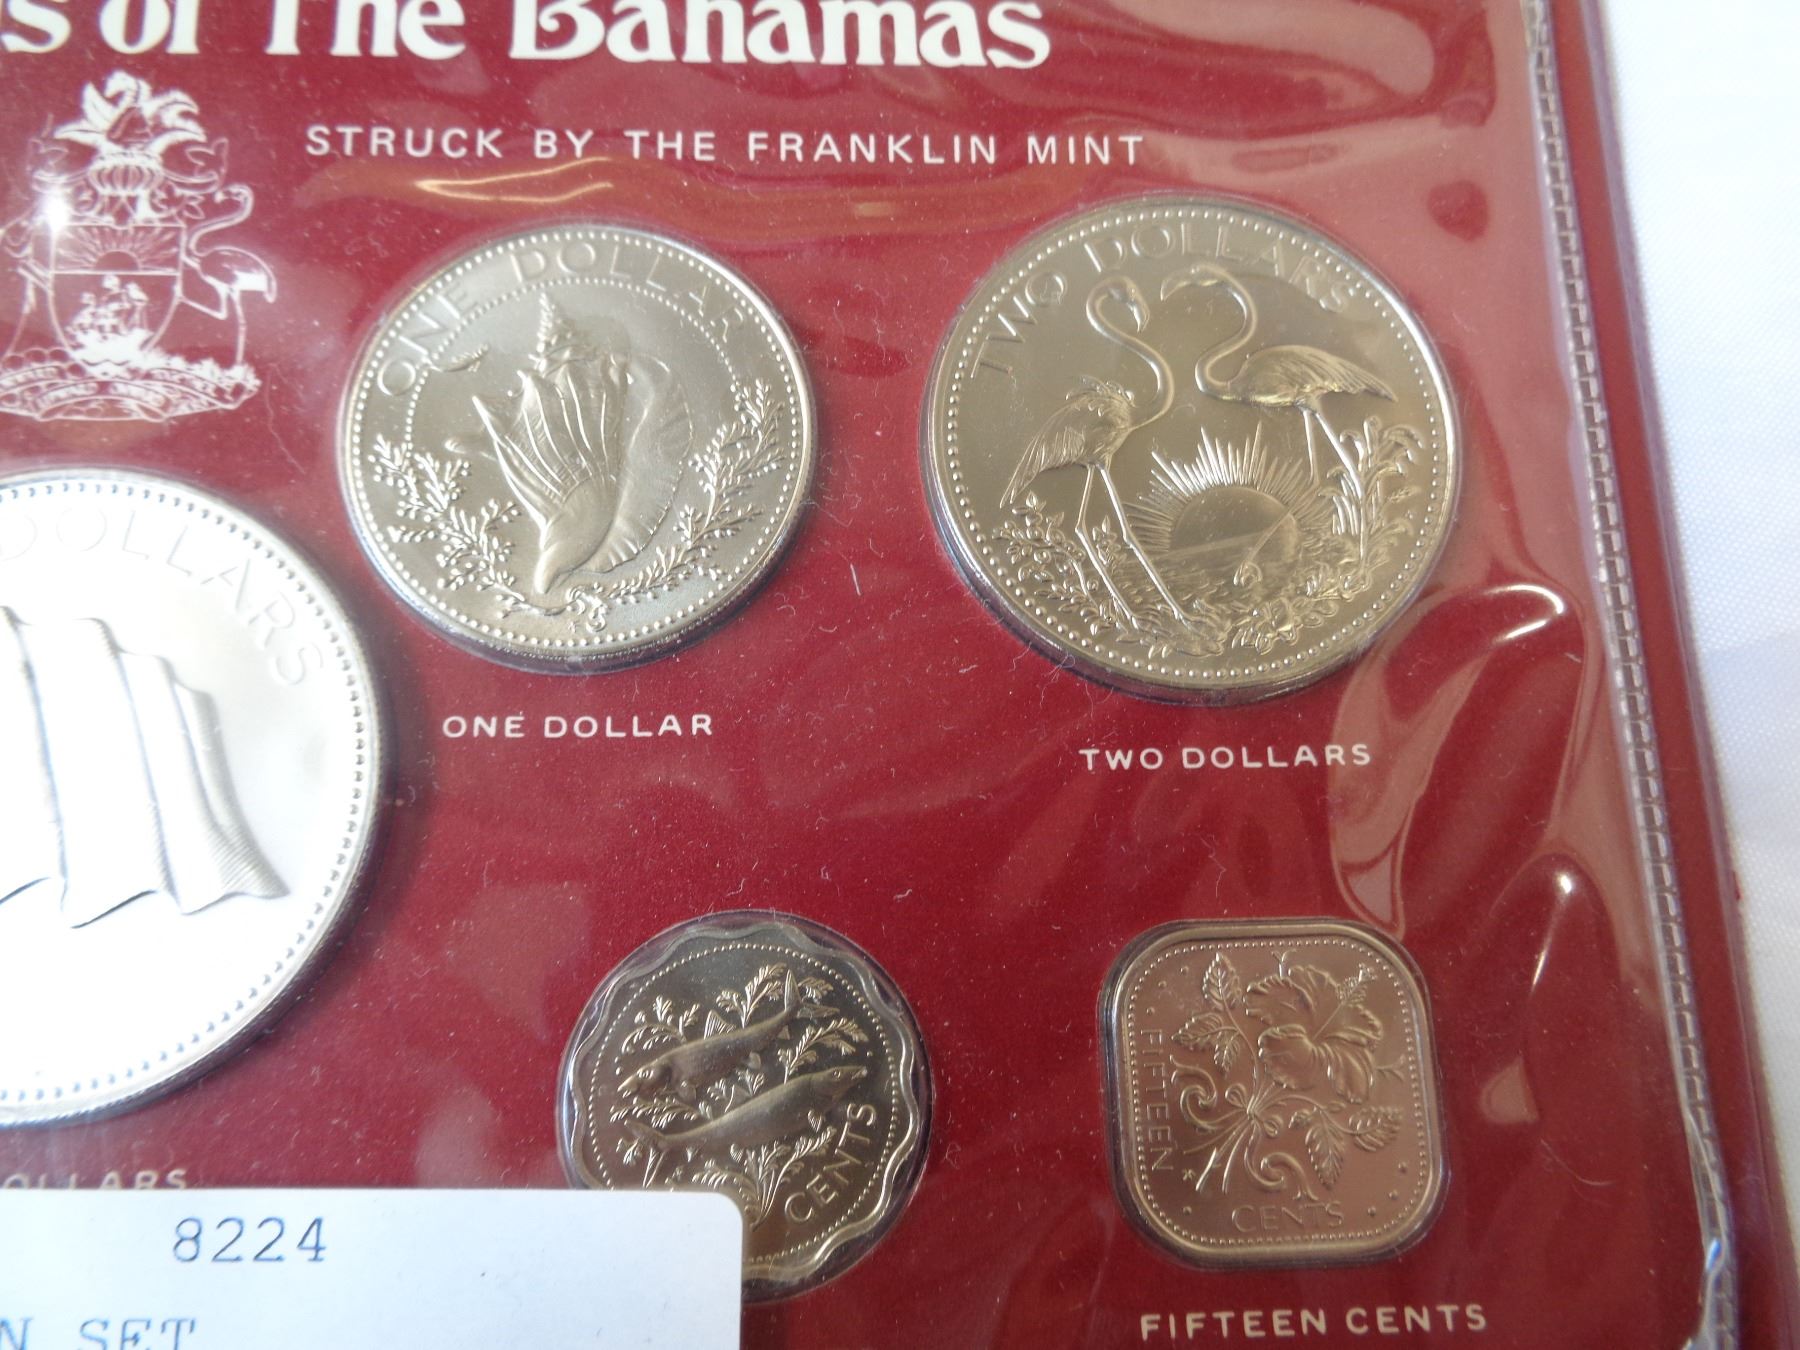 of The Bahamas
STRUCK BY THE FRANKLIN MINT
ONE DOLLAR
TWO DOLLARS
DOLLARS
ONE DOLLAR
TWO DOLLARS
CENTS
FIFTEEN
CENTS
OLLARS
8224
N SET
FIFTEEN CENTS